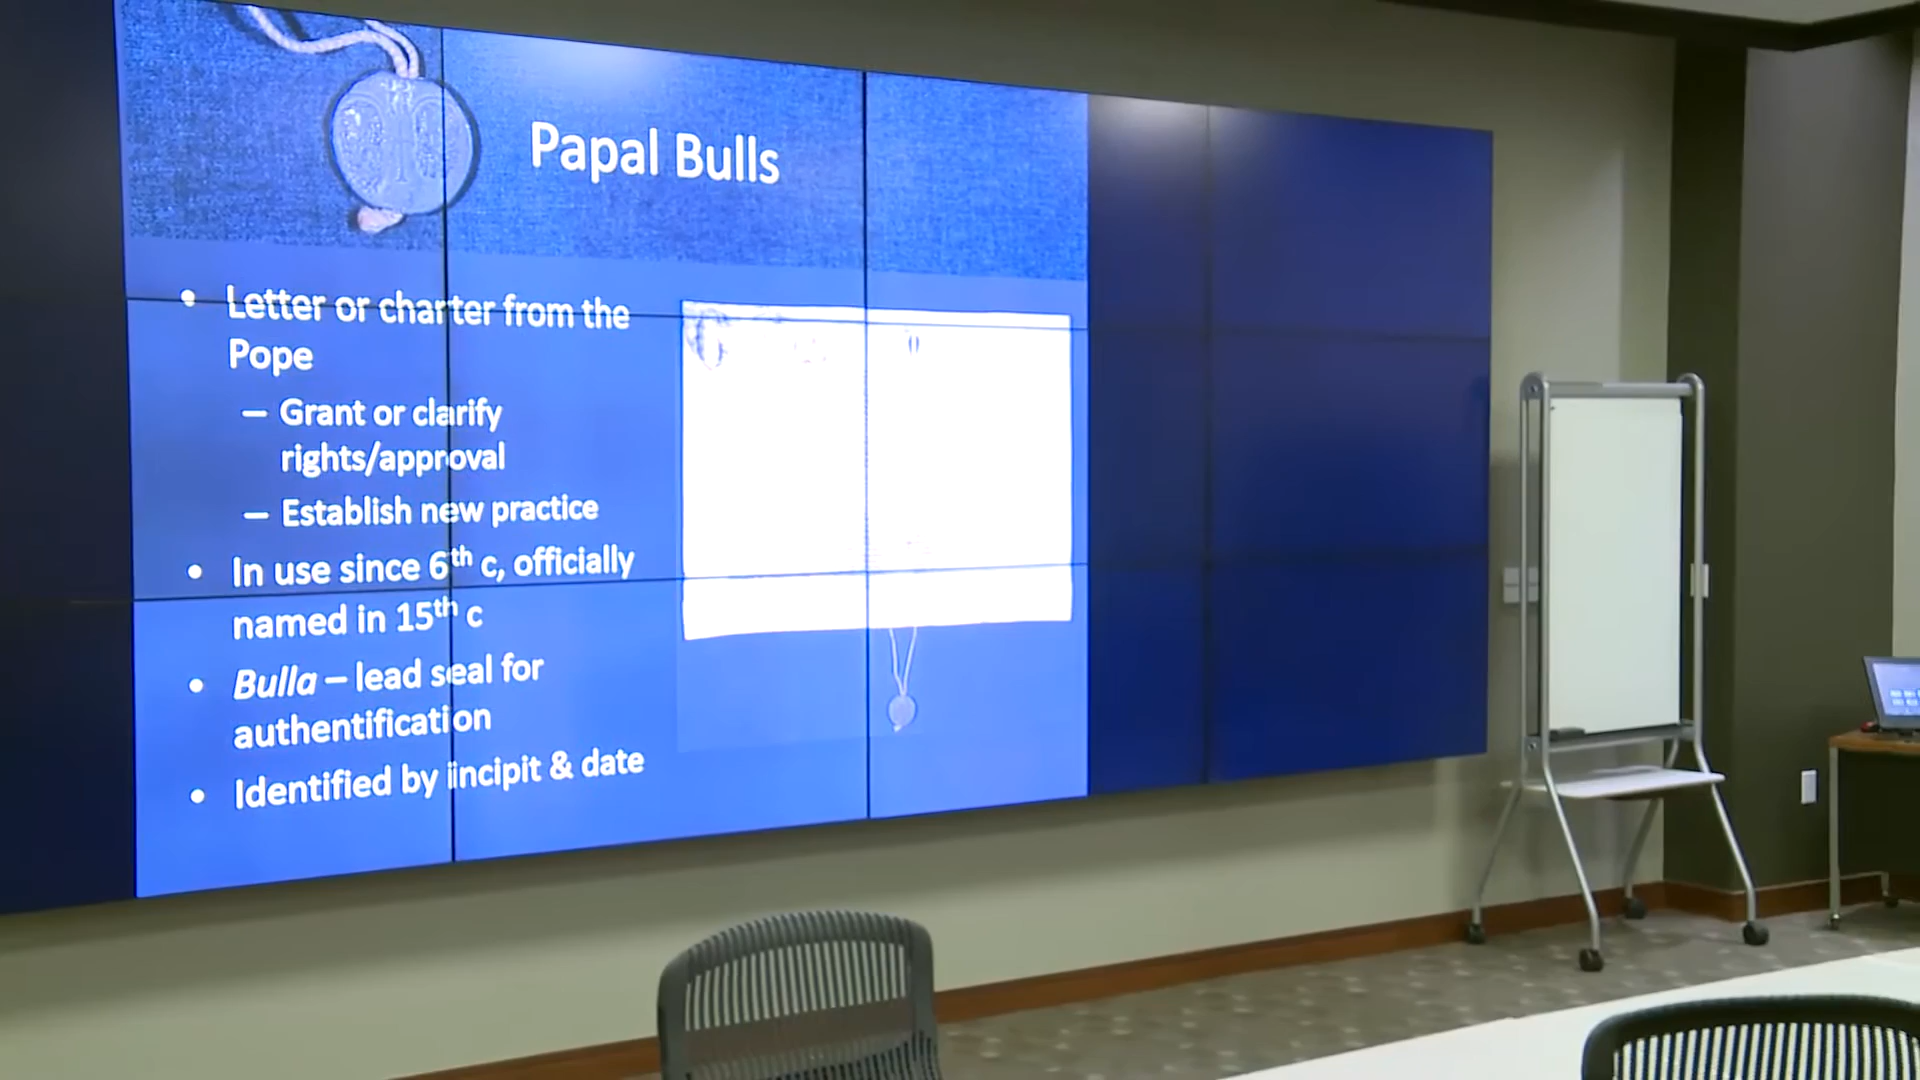 Papal Bulls
• Letter or charter from the
Pope
– Grant or clarify
rights/approval
– Establish new practice
• In use since 6th c, officially
named in 15th c
• Bulla – lead seal for
authentification
• Identified by incipit & date